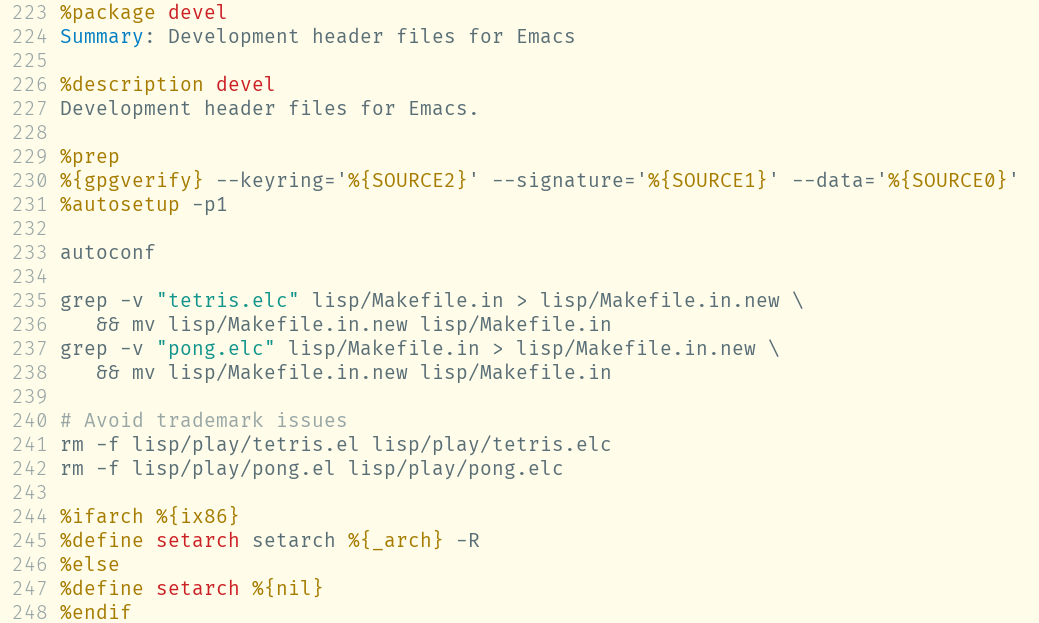 223 %package devel
224 Summary: Development header files for Emacs
225
226 %description devel
227 Development header files for Emacs.
228
229 %prep
230 %{gpgverify} --keyring='%{SOURCE2}' --signature='%{SOURCE1}' --data='%{SOURCE0}'
231 %autosetup -p1
232
233 autoconf
234
235 grep -v "tetris.elc" lisp/Makefile.in > lisp/Makefile.in.new \
236    && mv lisp/Makefile.in.new lisp/Makefile.in
237 grep -v "pong.elc" lisp/Makefile.in > lisp/Makefile.in.new \
238    && mv lisp/Makefile.in.new lisp/Makefile.in
239
240 # Avoid trademark issues
241 rm -f lisp/play/tetris.el lisp/play/tetris.elc
242 rm -f lisp/play/pong.el lisp/play/pong.elc
243
244 %ifarch %{ix86}
245 %define setarch setarch %{_arch} -R
246 %else
247 %define setarch %{nil}
248 %endif